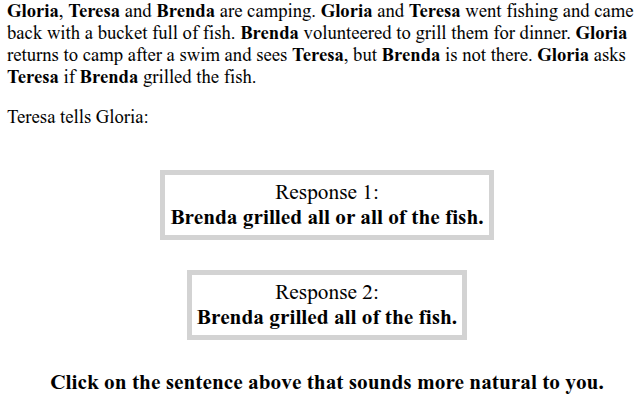 Gloria, Teresa and Brenda are camping. Gloria and Teresa went fishing and came
back with a bucket full of fish. Brenda volunteered to grill them for dinner. Gloria
returns to camp after a swim and sees Teresa, but Brenda is not there. Gloria asks
Teresa if Brenda grilled the fish.
Teresa tells Gloria:
Response 1:
Brenda grilled all or all of the fish.
Response 2:
Brenda grilled all of the fish.
Click on the sentence above that sounds more natural to you.